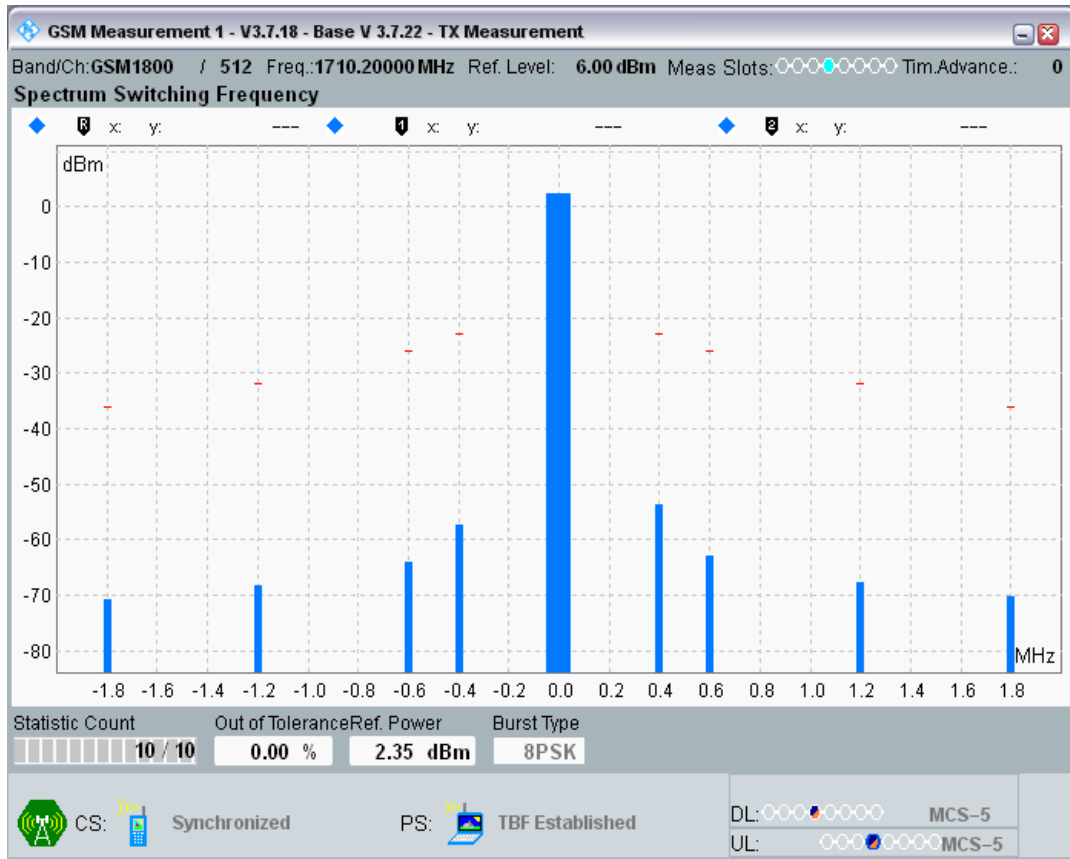 GSM Measurement 1 - V3.7.18 - Base V 3.7.22 - TX Measurement
Band/Ch:GSM1800 / 512 Freq.:1710.20000 MHz Ref. Level: 6.00 dBm Meas Slots: Tim.Advance.: 0
Spectrum Switching Frequency
R x: y: --- 1 x: y: --- 2 x: y: ---
dBm
0
-10
-20
-30
-40
-50
-60
-70
-80
MHz
-1.8 -1.6 -1.4 -1.2 -1.0 -0.8 -0.6 -0.4 -0.2 0.0 0.2 0.4 0.6 0.8 1.0 1.2 1.4 1.6 1.8
Statistic Count Out of Tolerance Ref. Power Burst Type
10 / 10 0.00 % 2.35 dBm 8PSK
CS: Synchronized PS: TBF Established
DL: MCS-5
UL: MCS-5